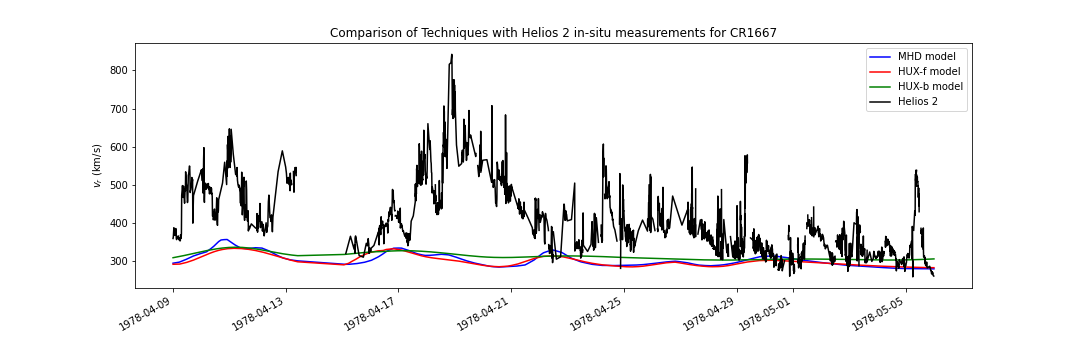 Comparison of Techniques with Helios 2 in-situ measurements for CR1667
MHD model
HUX-f model
HUX-b model
Helios 2
800
700
600
500
400
300
v_r (km/s)
1978-04-09
1978-04-13
1978-04-17
1978-04-21
1978-04-25
1978-04-29
1978-05-01
1978-05-05